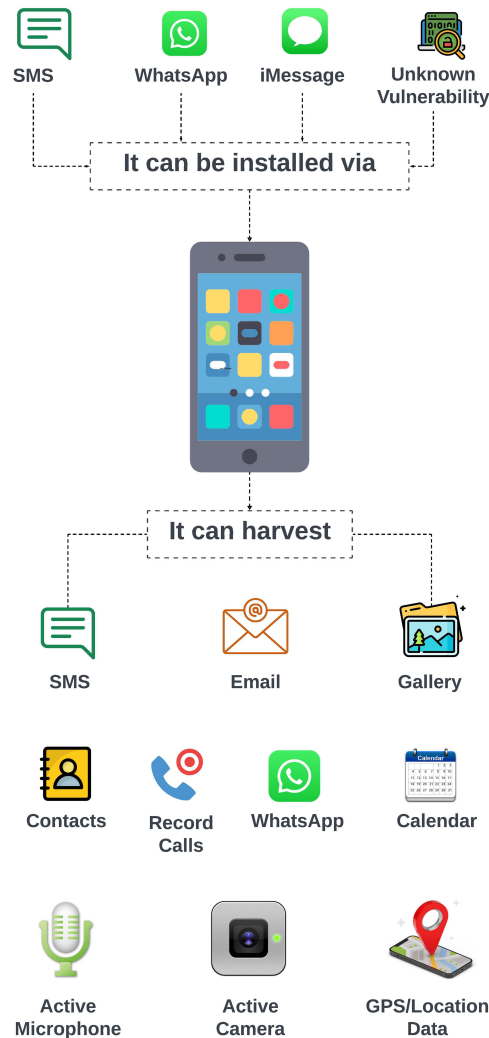 SMS
WhatsApp
iMessage
Unknown
Vulnerability
It can be installed via
It can harvest
@
SMS
Email
Gallery
Calendar
Contacts
Record
Calls
WhatsApp
Calendar
Active
Microphone
Active
Camera
GPS/Location
Data